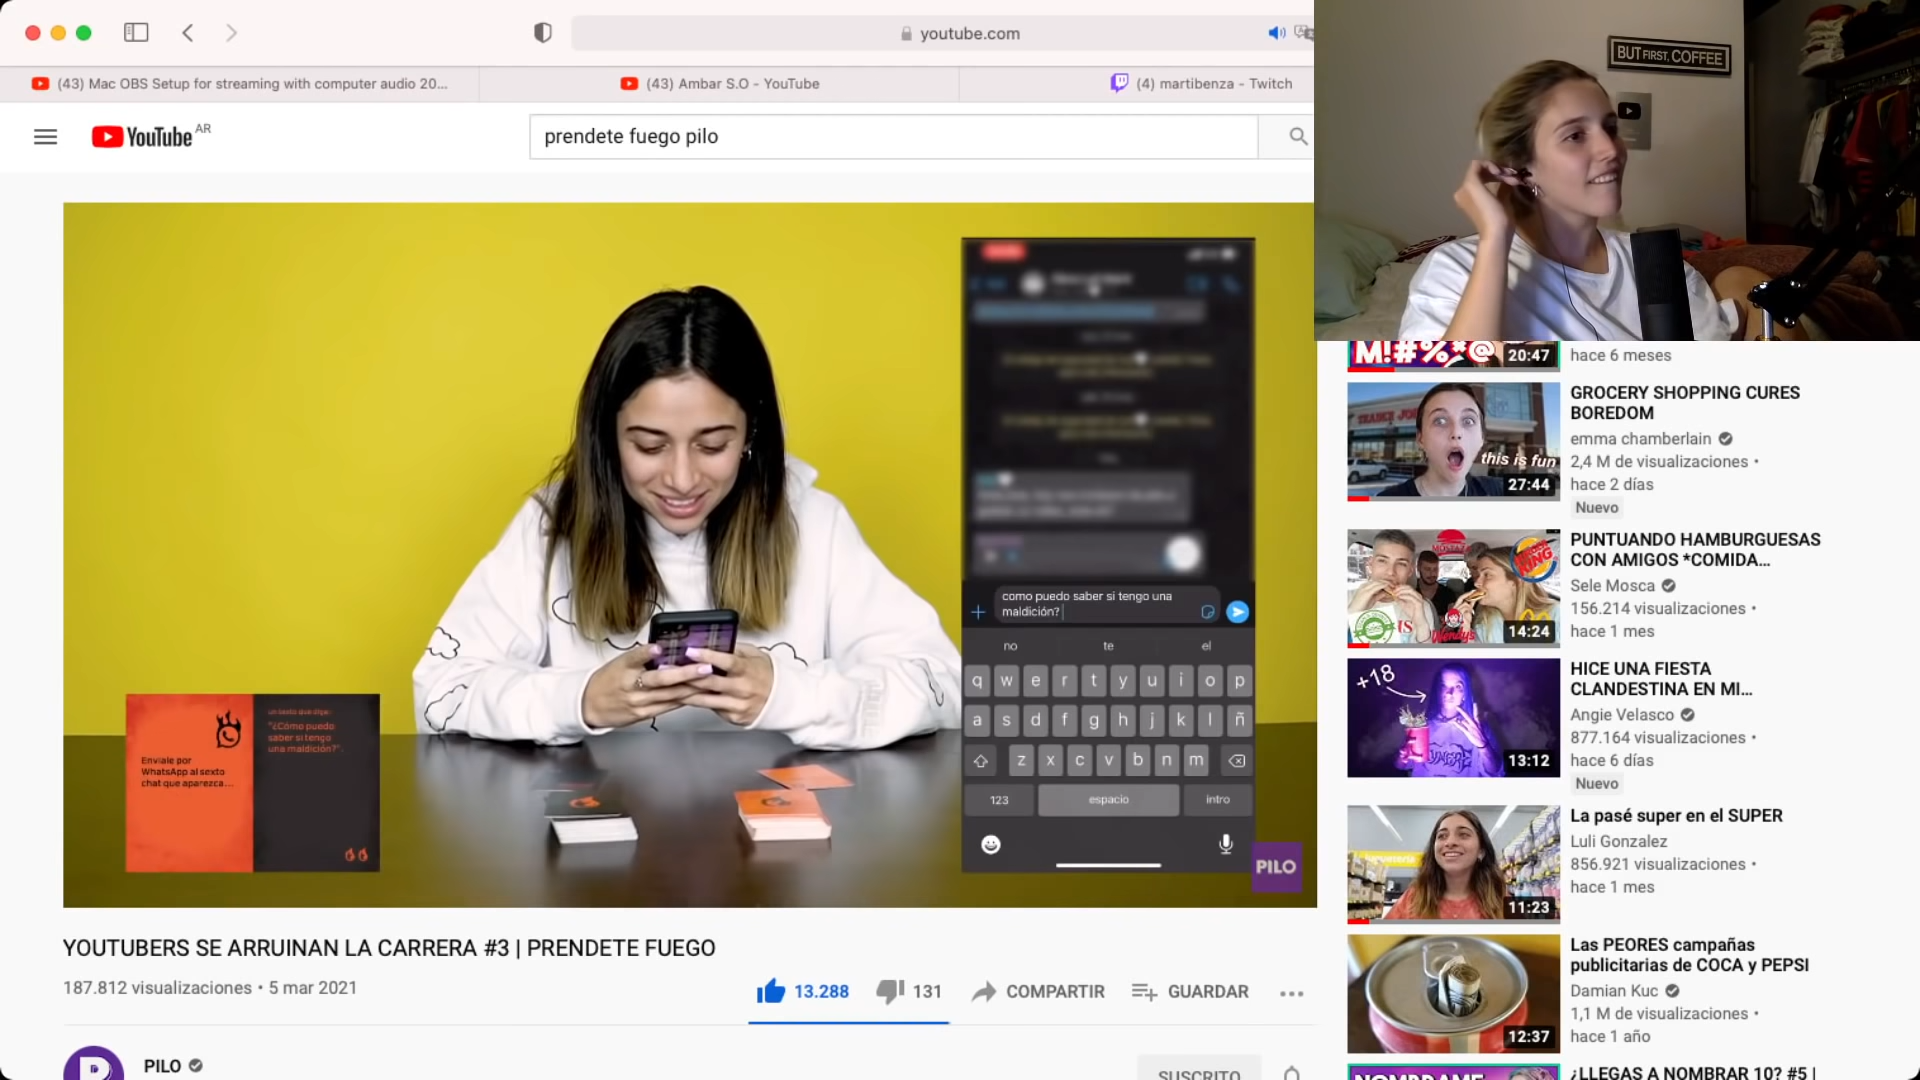 youtube.com
(43) Mac OBS Setup for streaming with computer audio 20...
(43) Ambar S.O - YouTube
(4) martibenza - Twitch
YouTube AR
prendete fuego pilo
BUT FIRST, COFFEE
como puedo saber si tengo una
maldición?
no te el
q w e r t y u i o p
a s d f g h j k l ñ
z x c v b n m
123 espacio intro
Envíale por
WhatsApp al sexto
chat que aparezca...
un texto que diga:
"¿Cómo puedo
saber si tengo
una maldición?".
PILO
YOUTUBERS SE ARRUINAN LA CARRERA #3 | PRENDETE FUEGO
187.812 visualizaciones • 5 mar 2021
13.288 131 COMPARTIR GUARDAR
PILO
SUSCRITO
M!#%*@
20:47
hace 6 meses
this is fun
27:44
GROCERY SHOPPING CURES
BOREDOM
emma chamberlain
2,4 M de visualizaciones •
hace 2 días
Nuevo
14:24
PUNTUANDO HAMBURGUESAS
CON AMIGOS *COMIDA...
Sele Mosca
156.214 visualizaciones •
hace 1 mes
+18
13:12
HICE UNA FIESTA
CLANDESTINA EN MI...
Angie Velasco
877.164 visualizaciones •
hace 6 días
Nuevo
11:23
La pasé super en el SUPER
Luli Gonzalez
856.921 visualizaciones •
hace 1 mes
12:37
Las PEORES campañas
publicitarias de COCA y PEPSI
Damian Kuc
1,1 M de visualizaciones •
hace 1 año
NOMBRAME
¿LLEGAS A NOMBRAR 10? #5 |